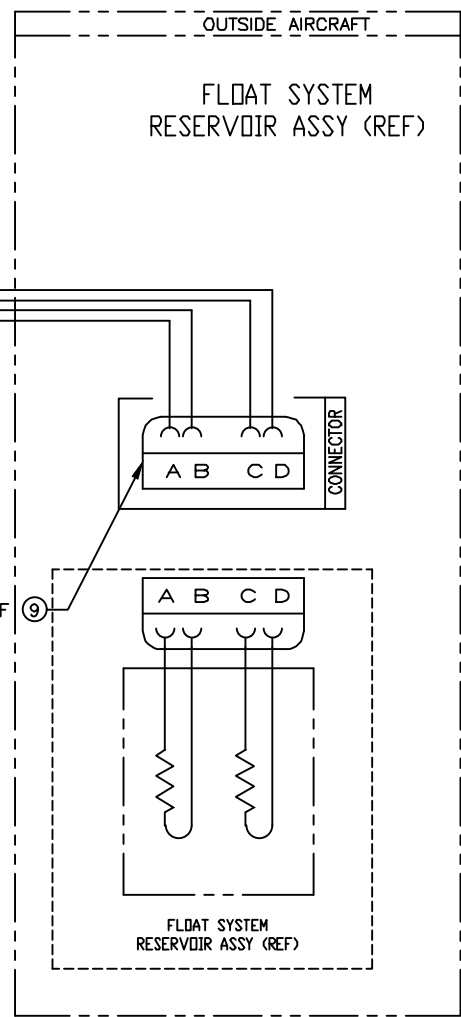 OUTSIDE AIRCRAFT
FLOAT SYSTEM
RESERVOIR ASSY (REF)
CONNECTOR
A B C D
F 9
A B C D
FLOAT SYSTEM
RESERVOIR ASSY (REF)